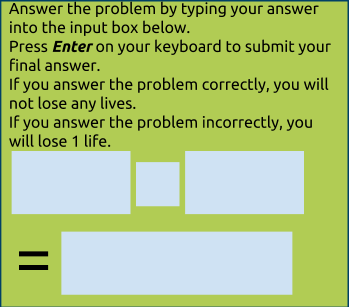 Answer the problem by typing your answer
into the input box below.
Press Enter on your keyboard to submit your
final answer.
If you answer the problem correctly, you will
not lose any lives.
If you answer the problem incorrectly, you
will lose 1 life.
=